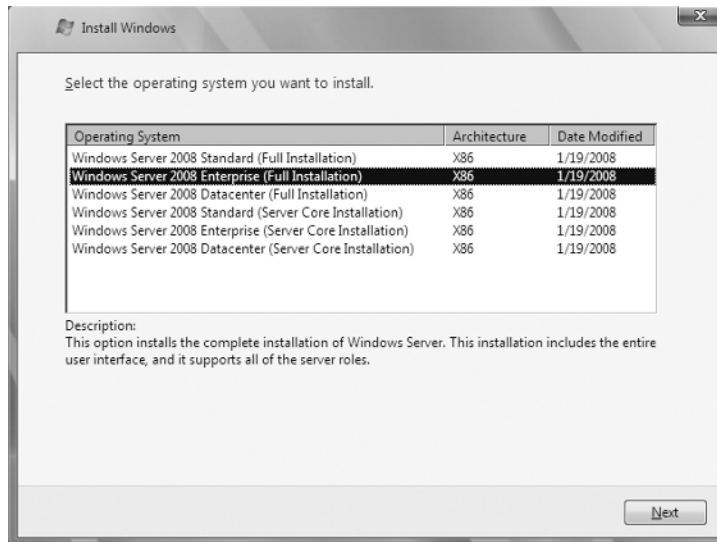 Install Windows
Select the operating system you want to install.
Operating System Architecture Date Modified
Windows Server 2008 Standard (Full Installation) X86 1/19/2008
Windows Server 2008 Enterprise (Full Installation) X86 1/19/2008
Windows Server 2008 Datacenter (Full Installation) X86 1/19/2008
Windows Server 2008 Standard (Server Core Installation) X86 1/19/2008
Windows Server 2008 Enterprise (Server Core Installation) X86 1/19/2008
Windows Server 2008 Datacenter (Server Core Installation) X86 1/19/2008
Description:
This option installs the complete installation of Windows Server. This installation includes the entire
user interface, and it supports all of the server roles.
Next